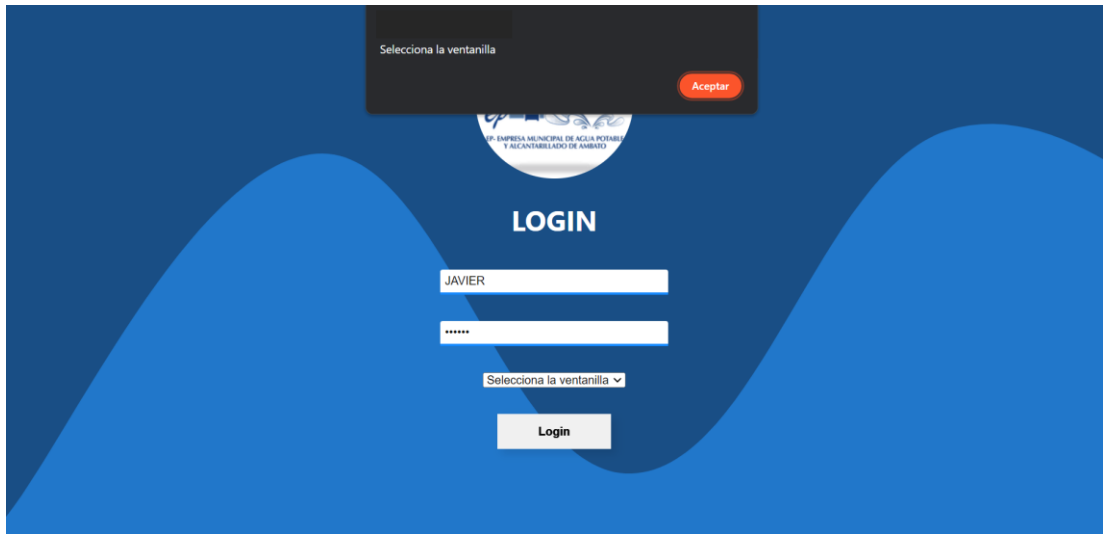 Selecciona la ventanilla
Aceptar
EP- EMPRESA MUNICIPAL DE AGUA POTABLE
Y ALCANTARILLADO DE AMBATO
LOGIN
JAVIER
••••••
Selecciona la ventanilla
Login